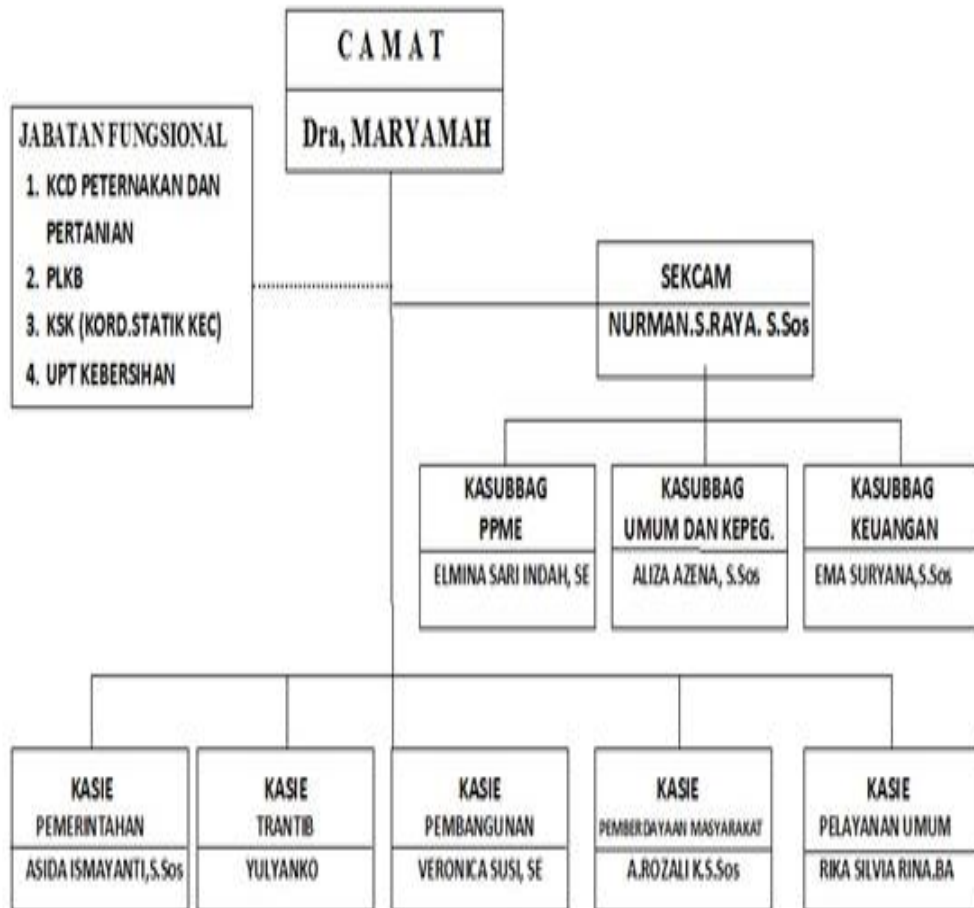 C A M A T
Dra, MARYAMAH
JABATAN FUNGSIONAL
1. KCD PETERNAKAN DAN
PERTANIAN
2. PLKB
3. KSK (KORD.STATIK KEC)
4. UPT KEBERSIHAN
SEKCAM
NURMAN.S.RAYA. S.Sos
KASUBBAG
PPME
ELMINA SARI INDAH, SE
KASUBBAG
UMUM DAN KEPEG.
ALIZA AZENA, S.Sos
KASUBBAG
KEUANGAN
EMA SURYANA,S.Sos
KASIE
PEMERINTAHAN
ASIDA ISMAYANTI,S.Sos
KASIE
TRANTIB
YULYANKO
KASIE
PEMBANGUNAN
VERONICA SUSI, SE
KASIE
PEMBERDAYAAN MASYARAKAT
A.ROZALI K.S.Sos
KASIE
PELAYANAN UMUM
RIKA SILVIA RINA.BA